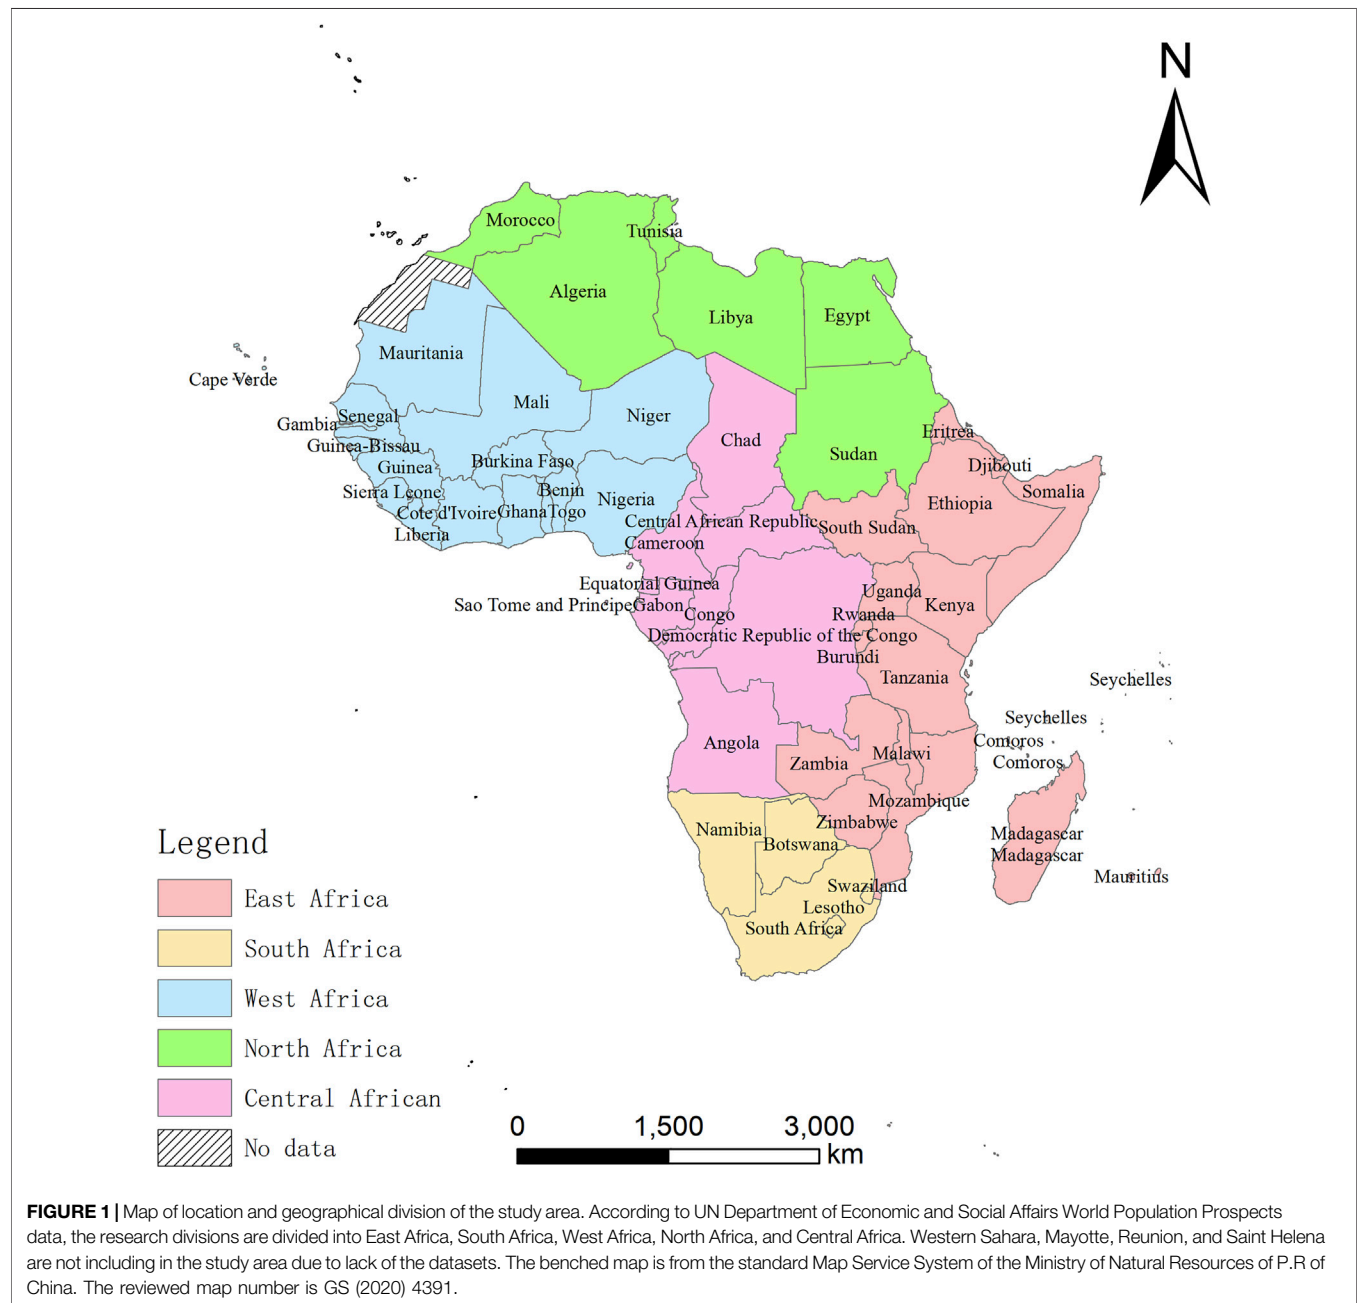 N
Morocco
Tunisia
Algeria
Libya
Egypt
Mauritania
Cape Verde
Mali
Niger
Senegal
Gambia
Chad
Eritrea
Guinea-Bissau
Sudan
Guinea
Burkina Faso
Djibouti
Sierra Leone
Benin
Nigeria
Somalia
Ethiopia
Cote d'Ivoire
Ghana
Togo
Central African Republic
South Sudan
Liberia
Cameroon
Equatorial Guinea
Uganda
Sao Tome and Principe
Gabon
Congo
Rwanda
Kenya
Democratic Republic of the Congo
Burundi
Tanzania
Seychelles
Seychelles
Angola
Comoros
Malawi
Zambia
Comoros
Mozambique
Zimbabwe
Namibia
Botswana
Madagascar
Madagascar
Mauritius
Swaziland
Lesotho
South Africa
Legend
East Africa
South Africa
West Africa
North Africa
Central African
No data
0 1,500 3,000
km
FIGURE 1 | Map of location and geographical division of the study area. According to UN Department of Economic and Social Affairs World Population Prospects
data, the research divisions are divided into East Africa, South Africa, West Africa, North Africa, and Central Africa. Western Sahara, Mayotte, Reunion, and Saint Helena
are not including in the study area due to lack of the datasets. The benched map is from the standard Map Service System of the Ministry of Natural Resources of P.R of
China. The reviewed map number is GS (2020) 4391.